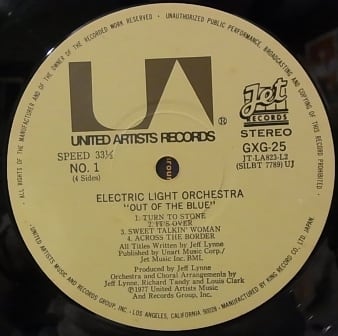 · ALL RIGHTS OF THE MANUFACTURER AND OF THE OWNER OF THE RECORDED WORK RESERVED · UNAUTHORIZED PUBLIC PERFORMANCE, BROADCASTING AND COPYING OF THIS RECORD PROHIBITED.
UA
®
UNITED ARTISTS RECORDS
Jet
RECORDS
STEREO
SPEED 33⅓
NO. 1
(4 Sides)
GXG-25
JT-LA823-L2
(SILBT 7789) UJ
ELECTRIC LIGHT ORCHESTRA
"OUT OF THE BLUE"
1. TURN TO STONE
2. IT'S OVER
3. SWEET TALKIN' WOMAN
4. ACROSS THE BORDER
All Titles Written by Jeff Lynne
Published by Unart Music Corp./
Jet Music Inc. BMI.
Produced by Jeff Lynne
Orchestra and Choral Arrangements by
Jeff Lynne, Richard Tandy and Louis Clark
©1977 United Artists Music
And Records Group, Inc.
· UNITED ARTISTS MUSIC AND RECORDS GROUP, INC. · LOS ANGELES, CALIFORNIA 90028 · MANUFACTURED BY KING RECORD CO., LTD. JAPAN.